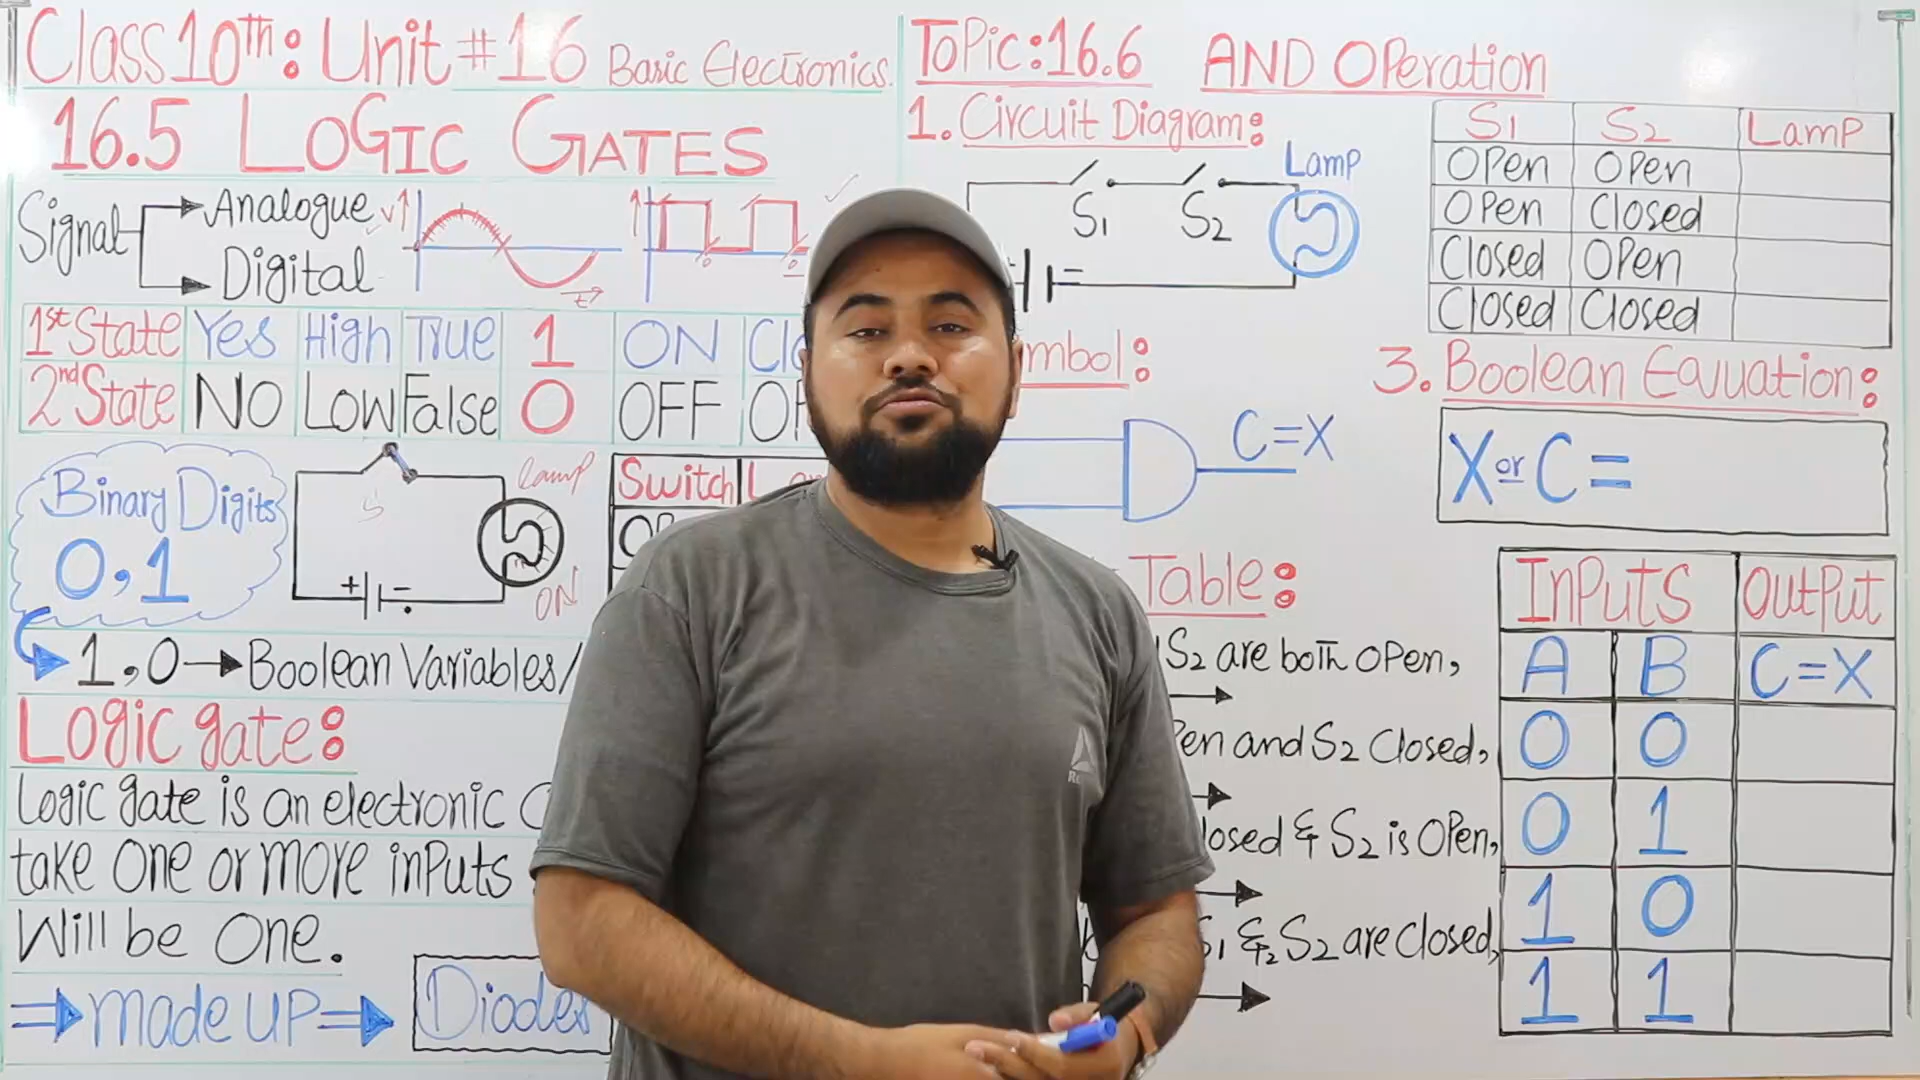 Class 10th: Unit #16 Basic Electronics.
16.5 LOGIC GATES
Signal
Analogue
Digital
V
t
0
0
1st State Yes High True 1 ON
2nd State NO Low False 0 OFF
Binary Digits
0,1
S
lamp
ON
+ -
Switch
1,0 → Boolean Variables/
Logic gate:
Logic gate is an electronic
take one or more inputs
Will be one.
⇒ made up ⇒ Diodes
Topic:16.6 AND Operation
1. Circuit Diagram:
Lamp
S1 S2
S1 S2 Lamp
Open Open
Open Closed
Closed Open
Closed Closed
mbol:
C=X
3. Boolean Eqvuation:
X or C =
Table:
S2 are both open,
Pen and S2 Closed,
losed & S2 is Open,
S1 & S2 are closed,
Inputs Output
A B C=X
0 0
0 1
1 0
1 1